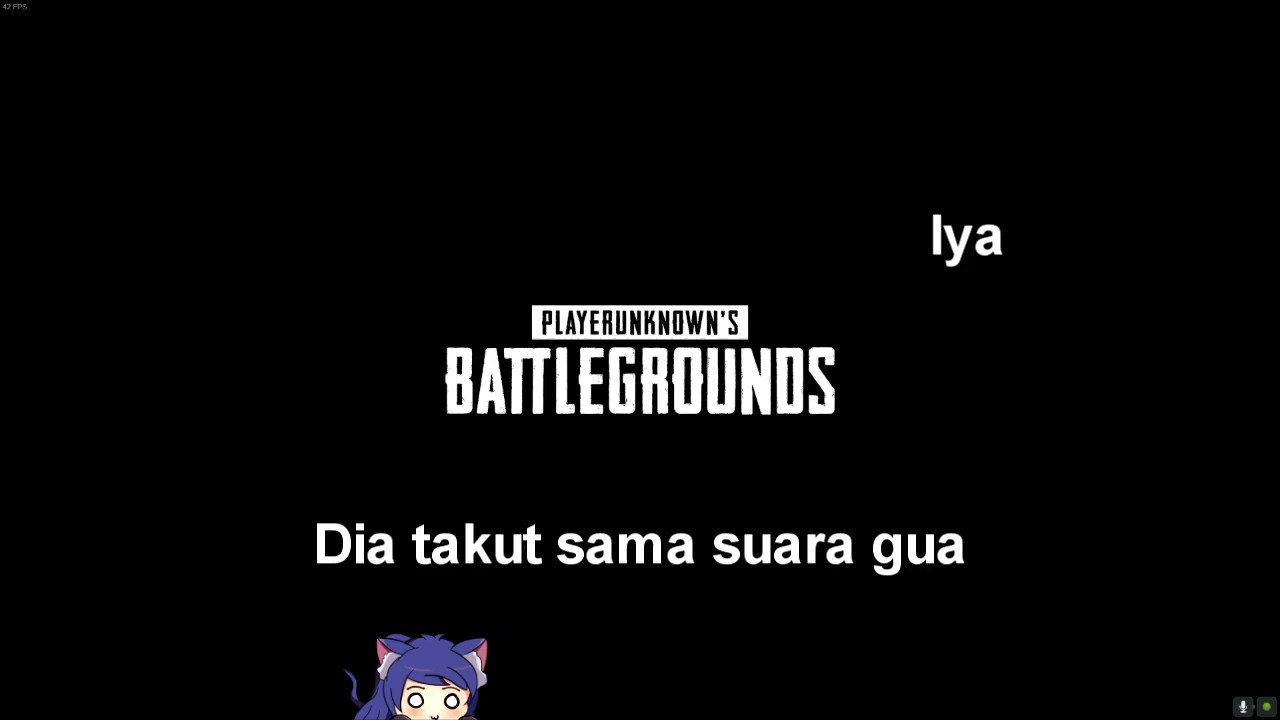 42 FPS
Iya
PLAYERUNKNOWN'S
BATTLEGROUNDS
Dia takut sama suara gua